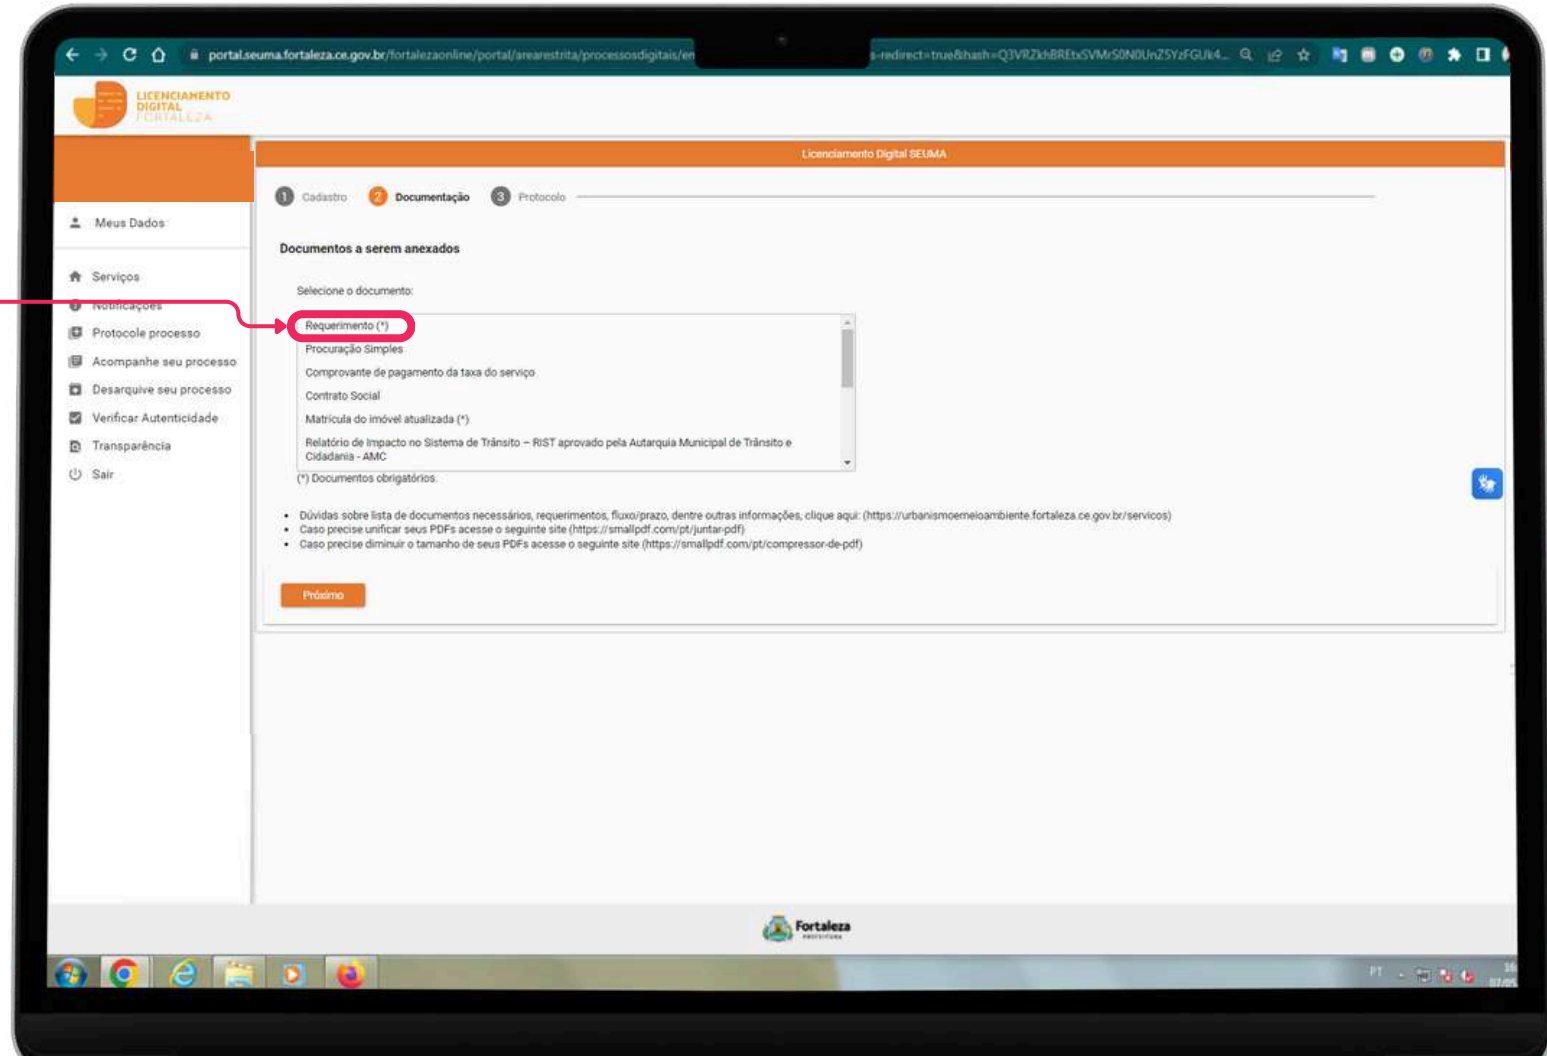 portal.seuma.fortaleza.ce.gov.br/fortalezaonline/portal/arearestrita/processosdigitais/en
LICENCIAMENTO
DIGITAL
FORTALEZA
Licenciamento Digital SEUMA
1 Cadastro 2 Documentação 3 Protocolo
Meus Dados
Serviços
Notificações
Protocole processo
Acompanhe seu processo
Desarquive seu processo
Verificar Autenticidade
Transparência
Sair
Documentos a serem anexados
Selecione o documento:
Requerimento (*)
Procuração Simples
Comprovante de pagamento da taxa do serviço
Contrato Social
Matrícula do imóvel atualizada (*)
Relatório de Impacto no Sistema de Trânsito – RIST aprovado pela Autarquia Municipal de Trânsito e
Cidadania - AMC
(*) Documentos obrigatórios.
• Dúvidas sobre lista de documentos necessários, requerimentos, fluxo/prazo, dentre outras informações, clique aqui: (https://urbanismoemeioambiente.fortaleza.ce.gov.br/servicos)
• Caso precise unificar seus PDFs acesse o seguinte site (https://smallpdf.com/pt/juntar-pdf)
• Caso precise diminuir o tamanho de seus PDFs acesse o seguinte site (https://smallpdf.com/pt/compressor-de-pdf)
Próximo
Fortaleza
PREFEITURA
PT